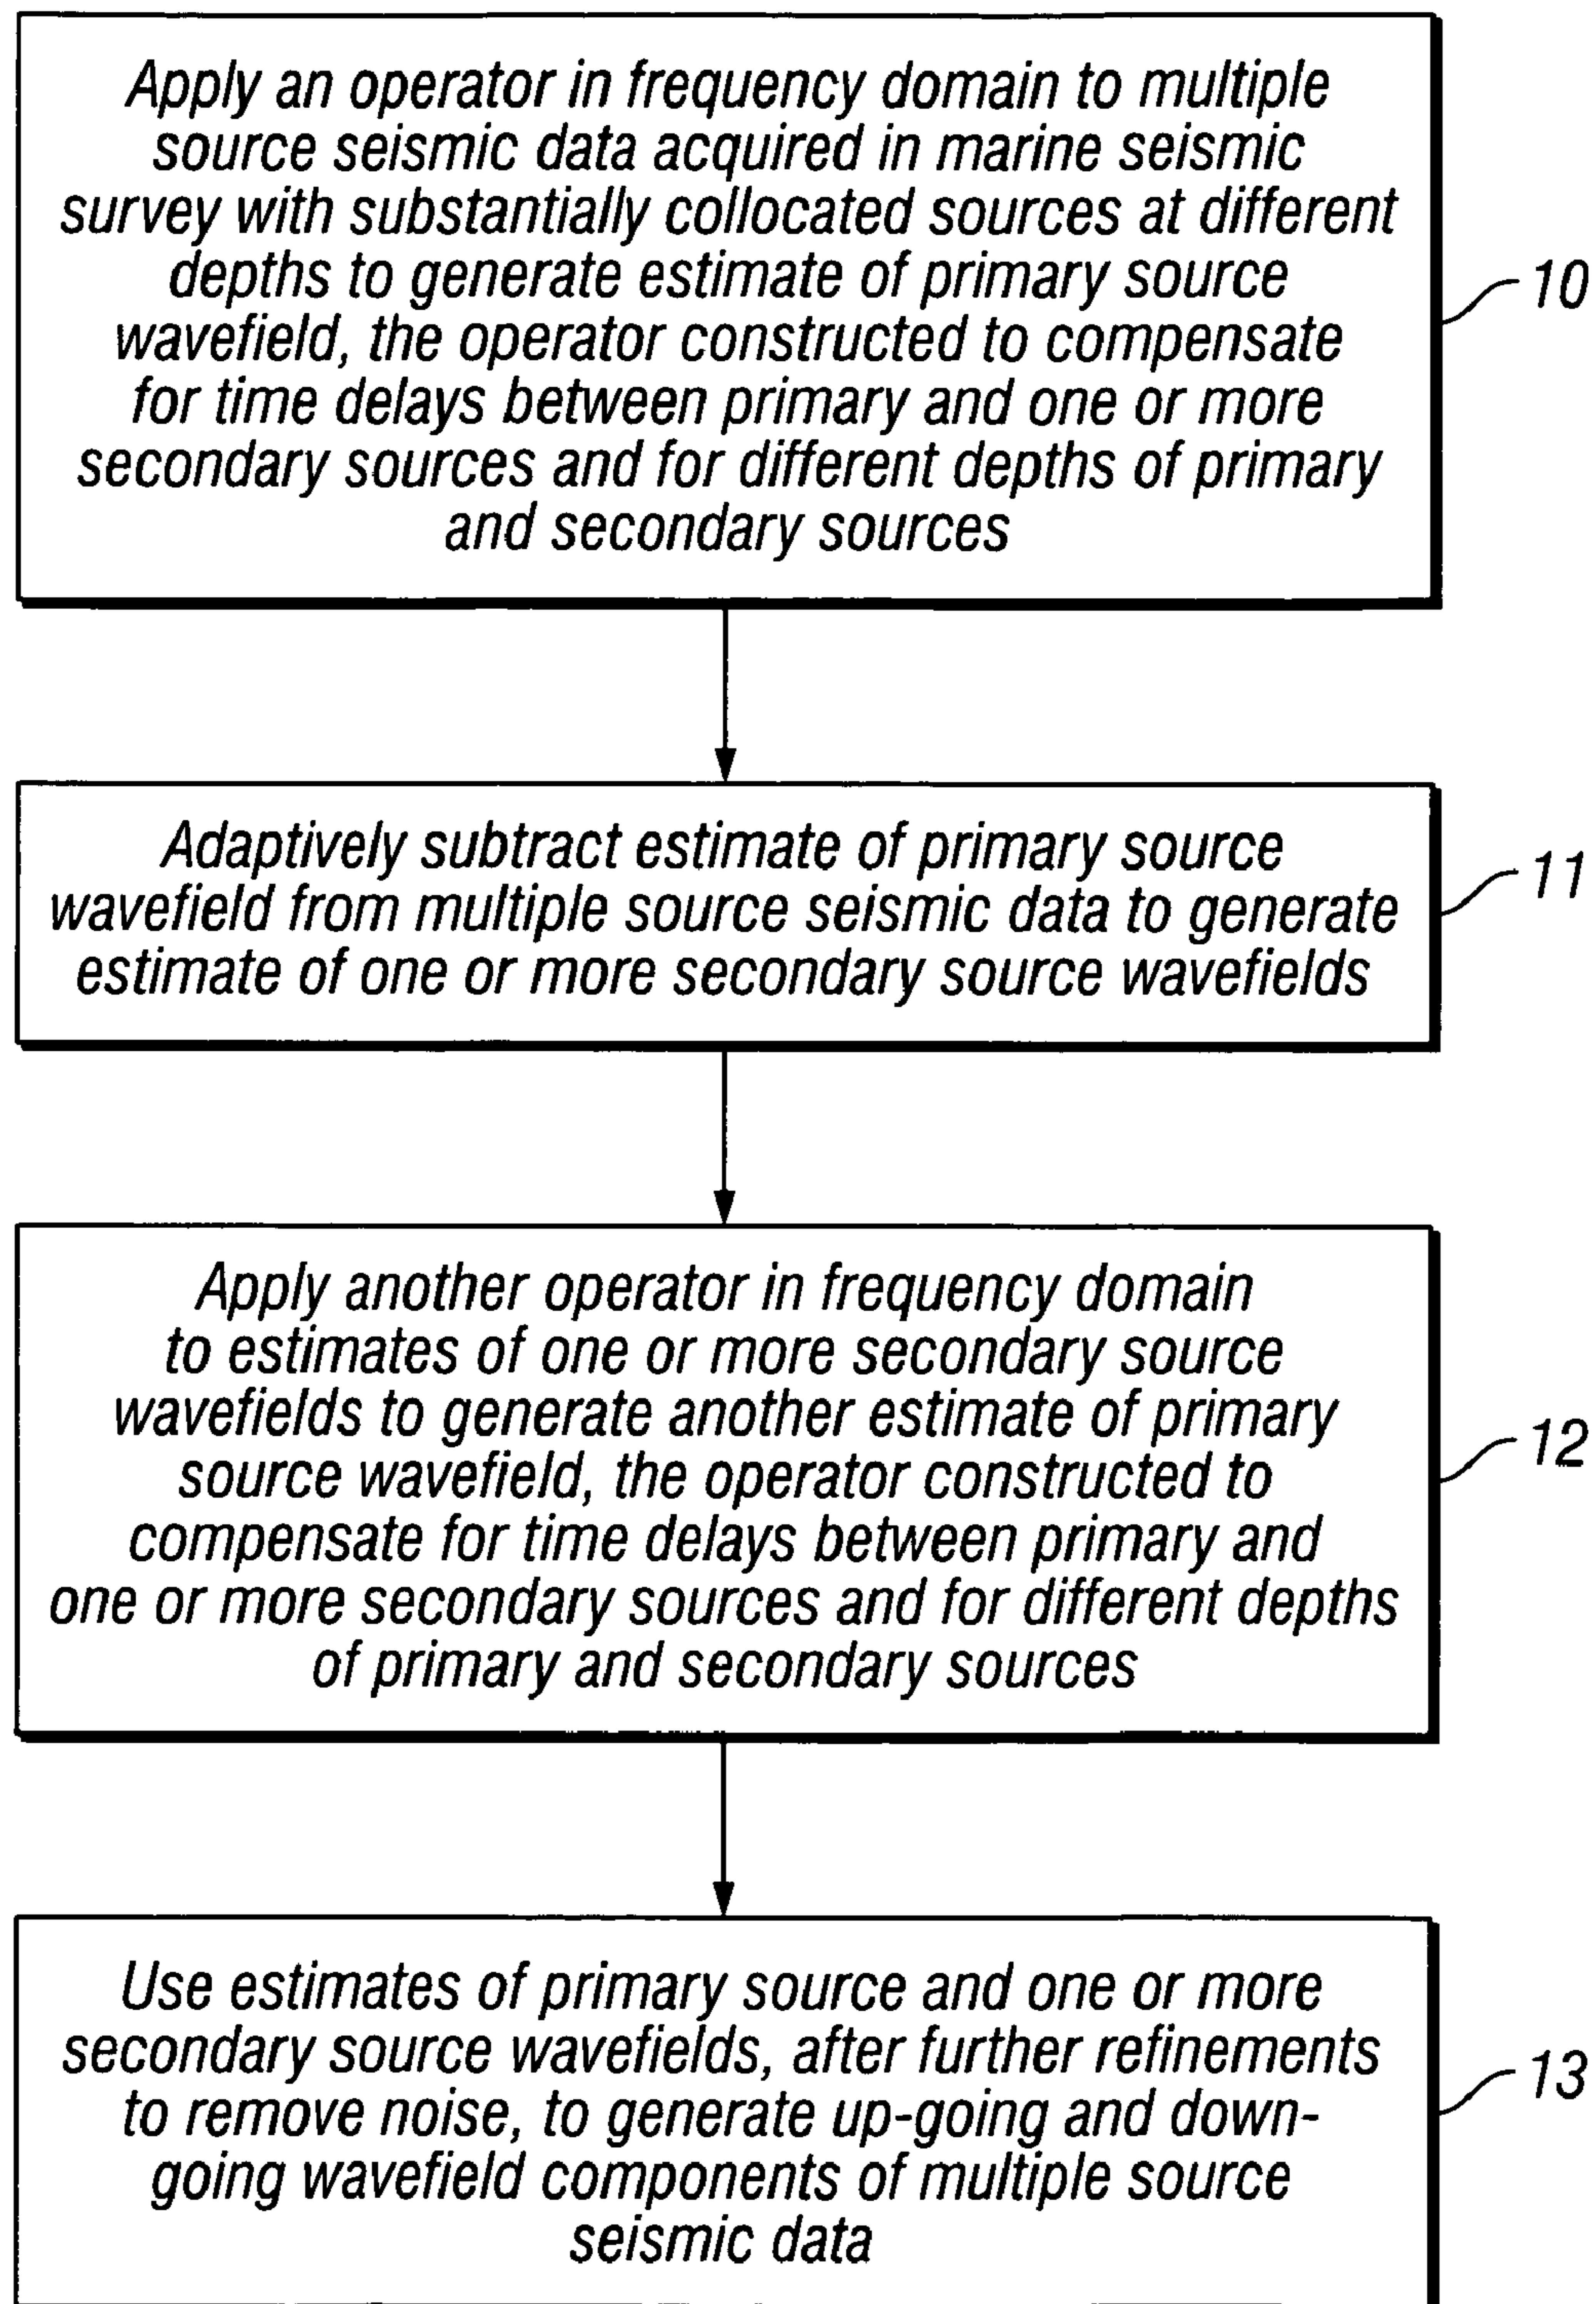 Apply an operator in frequency domain to multiple
source seismic data acquired in marine seismic
survey with substantially collocated sources at different
depths to generate estimate of primary source
wavefield, the operator constructed to compensate
for time delays between primary and one or more
secondary sources and for different depths of primary
and secondary sources
10
Adaptively subtract estimate of primary source
wavefield from multiple source seismic data to generate
estimate of one or more secondary source wavefields
11
Apply another operator in frequency domain
to estimates of one or more secondary source
wavefields to generate another estimate of primary
source wavefield, the operator constructed to
compensate for time delays between primary and
one or more secondary sources and for different depths
of primary and secondary sources
12
Use estimates of primary source and one or more
secondary source wavefields, after further refinements
to remove noise, to generate up-going and down-
going wavefield components of multiple source
seismic data
13